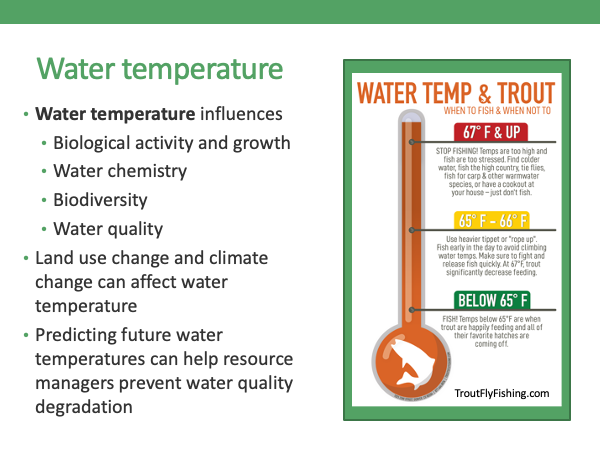 Water temperature
• Water temperature influences
• Biological activity and growth
• Water chemistry
• Biodiversity
• Water quality
• Land use change and climate
change can affect water
temperature
• Predicting future water
temperatures can help resource
managers prevent water quality
degradation
WATER TEMP & TROUT
WHEN TO FISH & WHEN NOT TO
67° F & UP
STOP FISHING! Temps are too high and
fish are too stressed. Find colder
water, fish the high country, tie flies,
fish for carp & other warmwater
species, or have a cookout at
your house – just don't fish.
65° F - 66° F
Use heavier tippet or "rope up".
Fish early in the day to avoid climbing
water temps. Make sure to fight and
release fish quickly. At 67°F, trout
significantly decrease feeding.
BELOW 65° F
FISH! Temps below 65°F are when
trout are happily feeding and all of
their favorite hatches are
coming off.
TroutFlyFishing.com